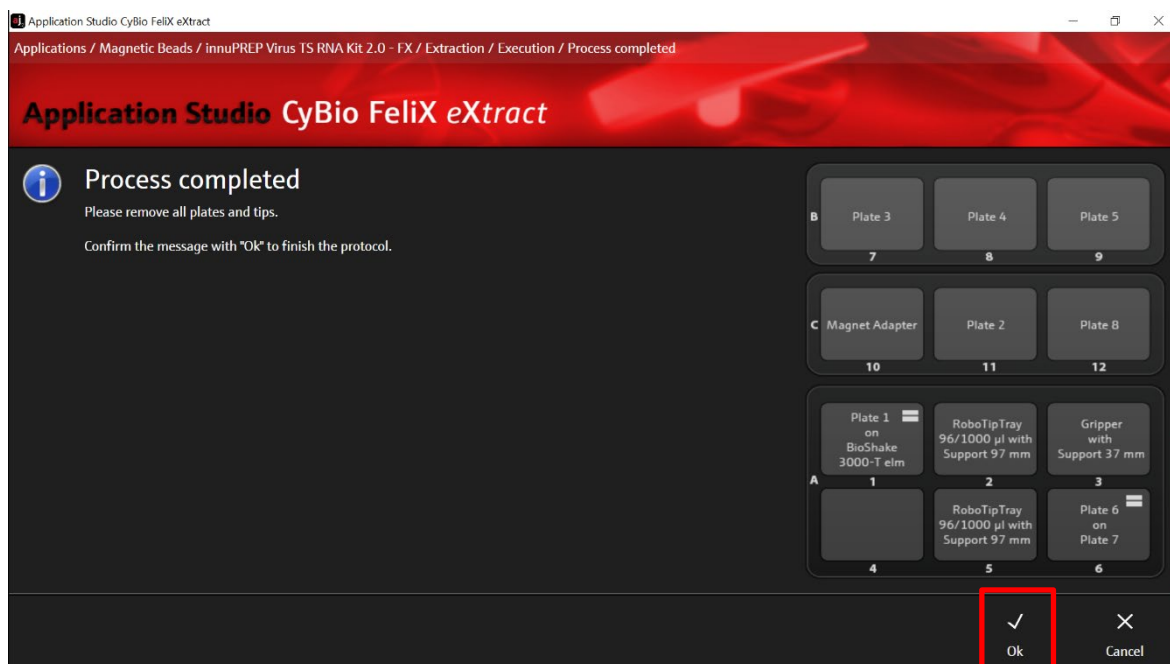 Application Studio CyBio FeliX eXtract
Applications / Magnetic Beads / innuPREP Virus TS RNA Kit 2.0 - FX / Extraction / Execution / Process completed
Application Studio CyBio FeliX eXtract
Process completed
Please remove all plates and tips.
Confirm the message with "Ok" to finish the protocol.
B
Plate 3
Plate 4
Plate 5
7
8
9
C
Magnet Adapter
Plate 2
Plate 8
10
11
12
A
Plate 1
on
BioShake
3000-T elm
1
RoboTipTray
96/1000 µl with
Support 97 mm
2
Gripper
with
Support 37 mm
3
4
RoboTipTray
96/1000 µl with
Support 97 mm
5
Plate 6
on
Plate 7
6
Ok
Cancel